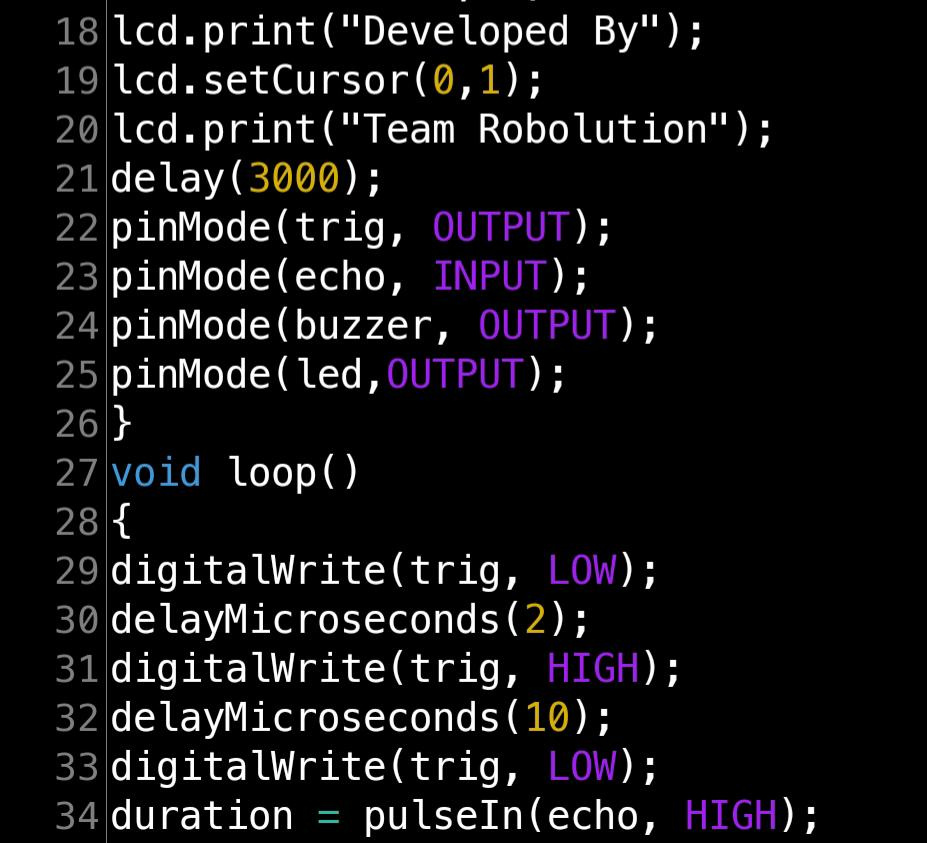 18 lcd.print("Developed By");
19 lcd.setCursor(0,1);
20 lcd.print("Team Robolution");
21 delay(3000);
22 pinMode(trig, OUTPUT);
23 pinMode(echo, INPUT);
24 pinMode(buzzer, OUTPUT);
25 pinMode(led,OUTPUT);
26 }
27 void loop()
28 {
29 digitalWrite(trig, LOW);
30 delayMicroseconds(2);
31 digitalWrite(trig, HIGH);
32 delayMicroseconds(10);
33 digitalWrite(trig, LOW);
34 duration = pulseIn(echo, HIGH);